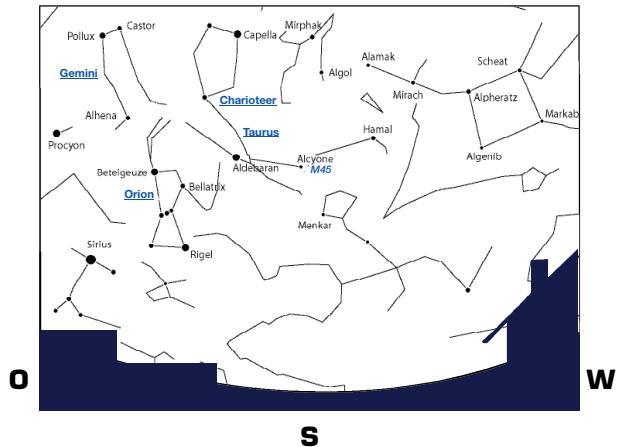 Castor
Pollux
Capella
Mirphak
Alamak
Scheat
Gemini
Algol
Charioteer
Mirach
Alpheratz
Alhena
Markab
Taurus
Hamal
Procyon
Algenib
Alcyone
Aldebaran
M45
Beteigeuze
Bellatrix
Orion
Menkar
Sirius
Rigel
O
W
S